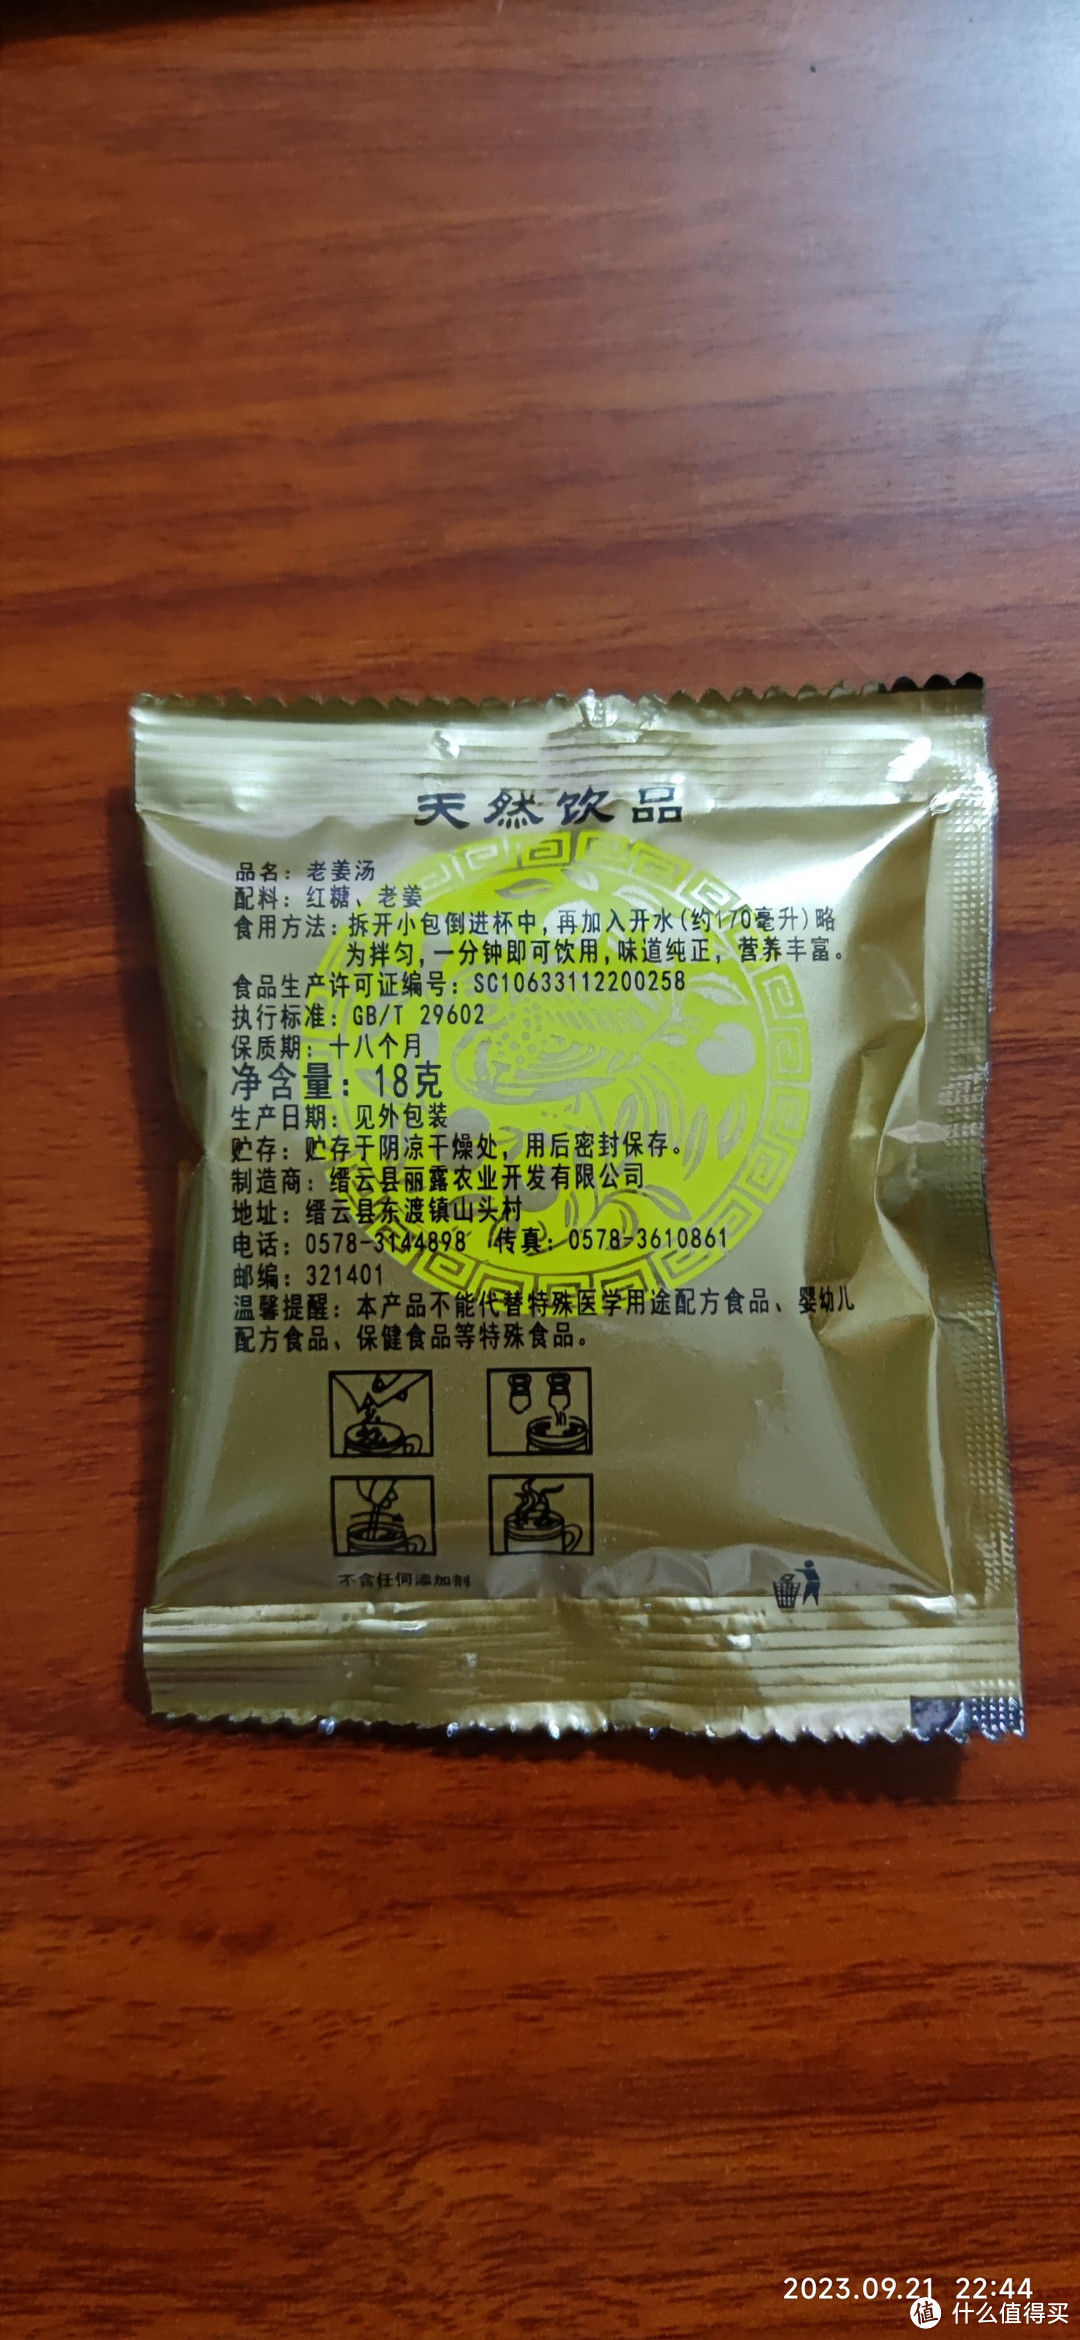 天然饮品
品名：老姜汤
配料：红糖、老姜
食用方法：拆开小包倒进杯中，再加入开水(约170毫升)略
为拌匀，一分钟即可饮用，味道纯正，营养丰富。
食品生产许可证编号：SC10633112200258
执行标准：GB/T 29602
保质期：十八个月
净含量：18克
生产日期：见外包装
贮存：贮存于阴凉干燥处，用后密封保存。
制造商：缙云县丽露农业开发有限公司
地址：缙云县东渡镇山头村
电话：0578-3144898 传真：0578-3610861
邮编：321401
温馨提醒：本产品不能代替特殊医学用途配方食品、婴幼儿
配方食品、保健食品等特殊食品。
不含任何添加剂
2023.09.21 22:44
值 什么值得买